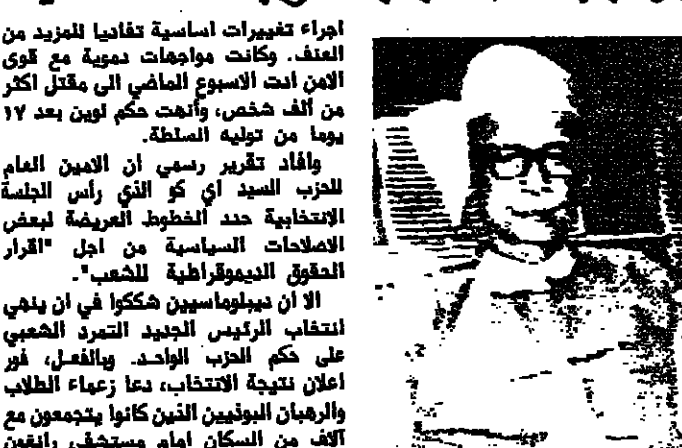 اجراء تغييرات اساسية تفاديا للمزيد من
العنف. وكانت مواجهات دموية مع قوى
الامن ادت الاسبوع الماضي الى مقتل اكثر
من ألف شخص، وأنهت حكم لوين بعد ١٧
يوما من توليه السلطة.
وأفاد تقرير رسمي أن الامين العام
للحزب السيد اي كو الذي رأس الجلسة
الانتخابية حدد الخطوط العريضة لبعض
الاصلاحات السياسية من اجل "اقرار
الحقوق الديموقراطية للشعب".
الا ان ديبلوماسيين شككوا في ان ينهي
انتخاب الرئيس الجديد التمرد الشعبي
على حكم الحزب الواحد. وبالفعل، فور
اعلان نتيجة الانتخاب، دعا زعماء الطلاب
والرهبان البوذيين الذين كانوا يتجمعون مع
آلاف من السكان امام مستشفى رانغون